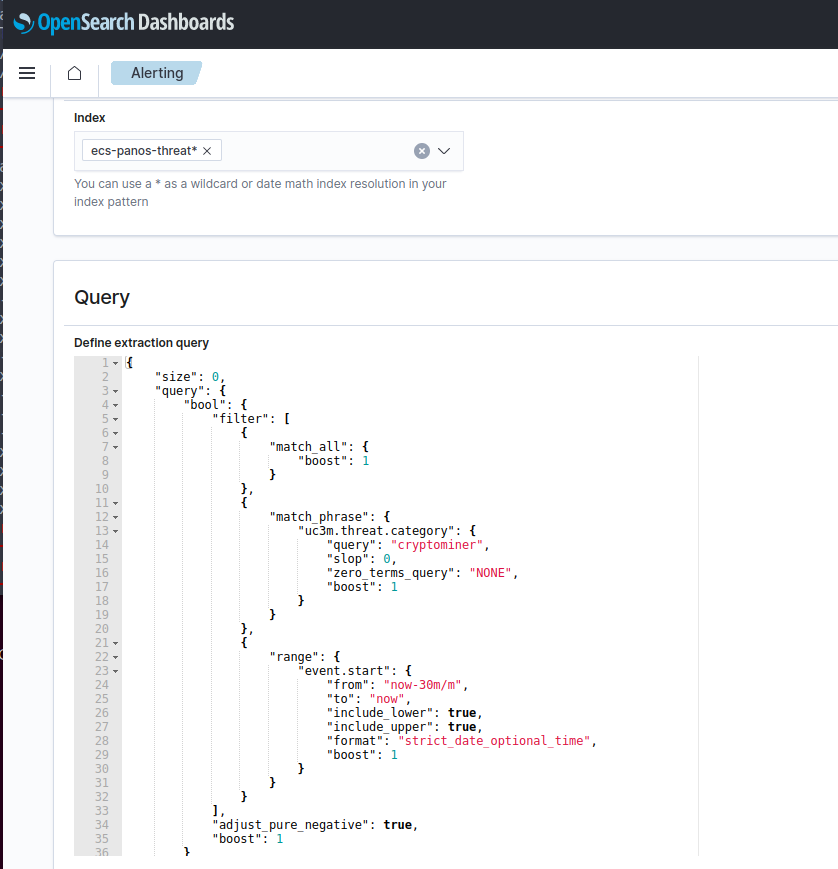 OpenSearch Dashboards
Alerting
Index
ecs-panos-threat*
You can use a * as a wildcard or date math index resolution in your
index pattern
Query
Define extraction query
1 {
2 "size": 0,
3 "query": {
4 "bool": {
5 "filter": [
6 {
7 "match_all": {
8 "boost": 1
9 }
10 },
11 {
12 "match_phrase": {
13 "uc3m.threat.category": {
14 "query": "cryptominer",
15 "slop": 0,
16 "zero_terms_query": "NONE",
17 "boost": 1
18 }
19 }
20 },
21 {
22 "range": {
23 "event.start": {
24 "from": "now-30m/m",
25 "to": "now",
26 "include_lower": true,
27 "include_upper": true,
28 "format": "strict_date_optional_time",
29 "boost": 1
30 }
31 }
32 }
33 ],
34 "adjust_pure_negative": true,
35 "boost": 1
36 }